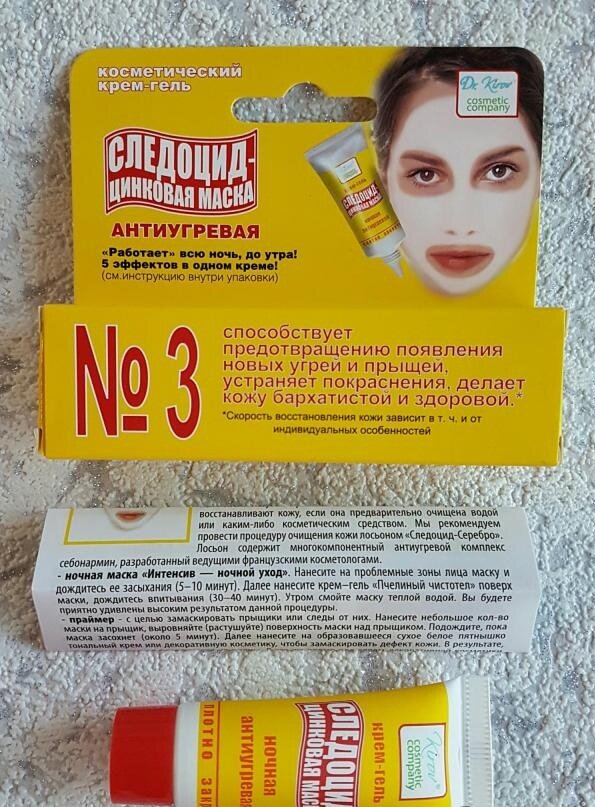 косметический
крем-гель
Dr. Kirov
cosmetic
company
СЛЕДОЦИД-
ЦИНКОВАЯ МАСКА
АНТИУГРЕВАЯ
«Работает» всю ночь, до утра!
5 эффектов в одном креме!
(см.инструкцию внутри упаковки)
СЛЕДОЦИД
ЦИНКОВАЯ МАСКА
№ 3
способствует
предотвращению появления
новых угрей и прыщей,
устраняет покраснения, делает
кожу бархатистой и здоровой.*
*Скорость восстановления кожи зависит в т. ч. и от
индивидуальных особенностей
восстанавливают кожу, если она предварительно очищена водой
или каким-либо косметическим средством. Мы рекомендуем
провести процедуру очищения кожи лосьоном «Следоцид-Серебро».
Лосьон содержит многокомпонентный антиугревой комплекс
себонармин, разработанный ведущими французскими косметологами.
- ночная маска «Интенсив — ночной уход». Нанесите на проблемные зоны лица маску и
дождитесь ее засыхания (5–10 минут). Далее нанесите крем-гель «Пчелиный чистотел» поверх
маски, дождитесь впитывания (30–40 минут). Утром смойте маску теплой водой. Вы будете
приятно удивлены высоким результатом данной процедуры.
- праймер - с целью замаскировать прыщики или следы от них. Нанесите небольшое кол-во
маски на прыщик, выровняйте (растушуйте) поверхность маски над прыщиком. Подождите, пока
маска засохнет (около 5 минут). Далее нанесите на образовавшееся сухое белое пятнышко
тональный крем или декоративную косметику, чтобы замаскировать дефект кожи. В результате,
крем-гель
СЛЕДОЦИД
ЦИНКОВАЯ МАС
ночная
антиугревая
плотно зак
Kirov
cosmetic
company